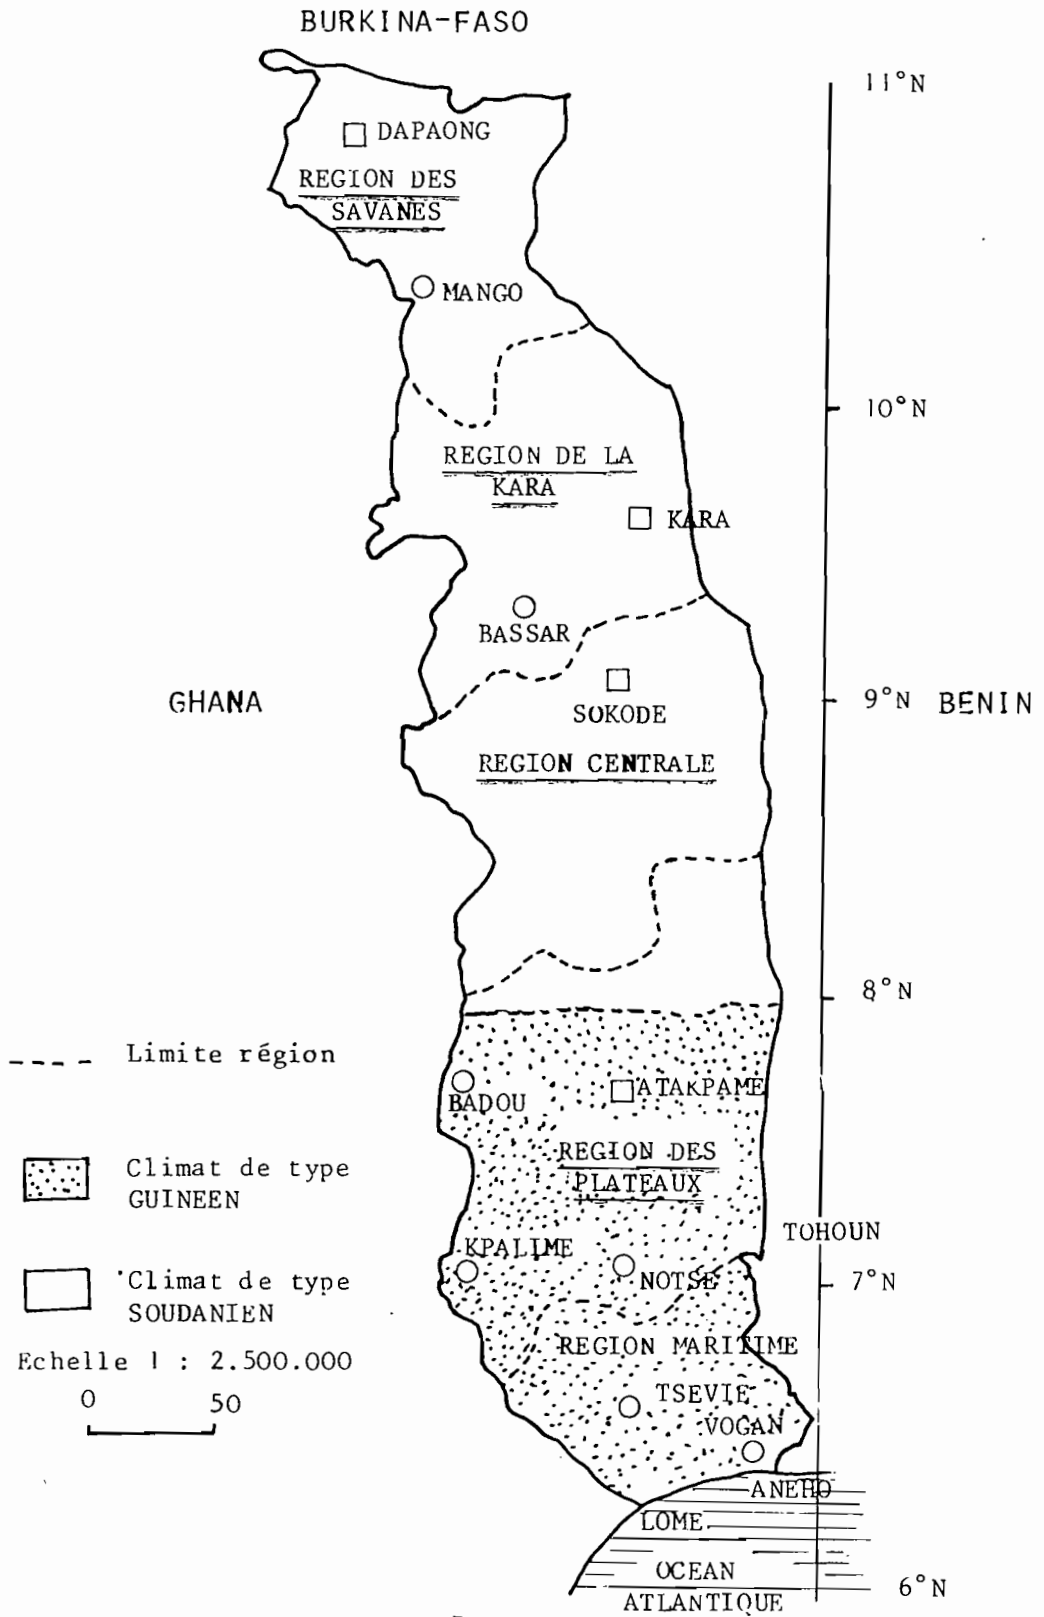 BURKINA-FASO
11°N
DAPAONG
REGION DES
SAVANES
MANGO
10°N
REGION DE LA
KARA
KARA
BASSAR
GHANA
SOKODE
9°N
BENIN
REGION CENTRALE
8°N
Limite région
BADOU
ATAKPAME
Climat de type
GUINEEN
REGION DES
PLATEAUX
TOHOUN
KPALIME
NOTSE
7°N
Climat de type
SOUDANIEN
REGION MARITIME
Echelle 1 : 2.500.000
0 50
TSEVIE
VOGAN
ANEHO
LOME
OCEAN
ATLANTIQUE
6°N